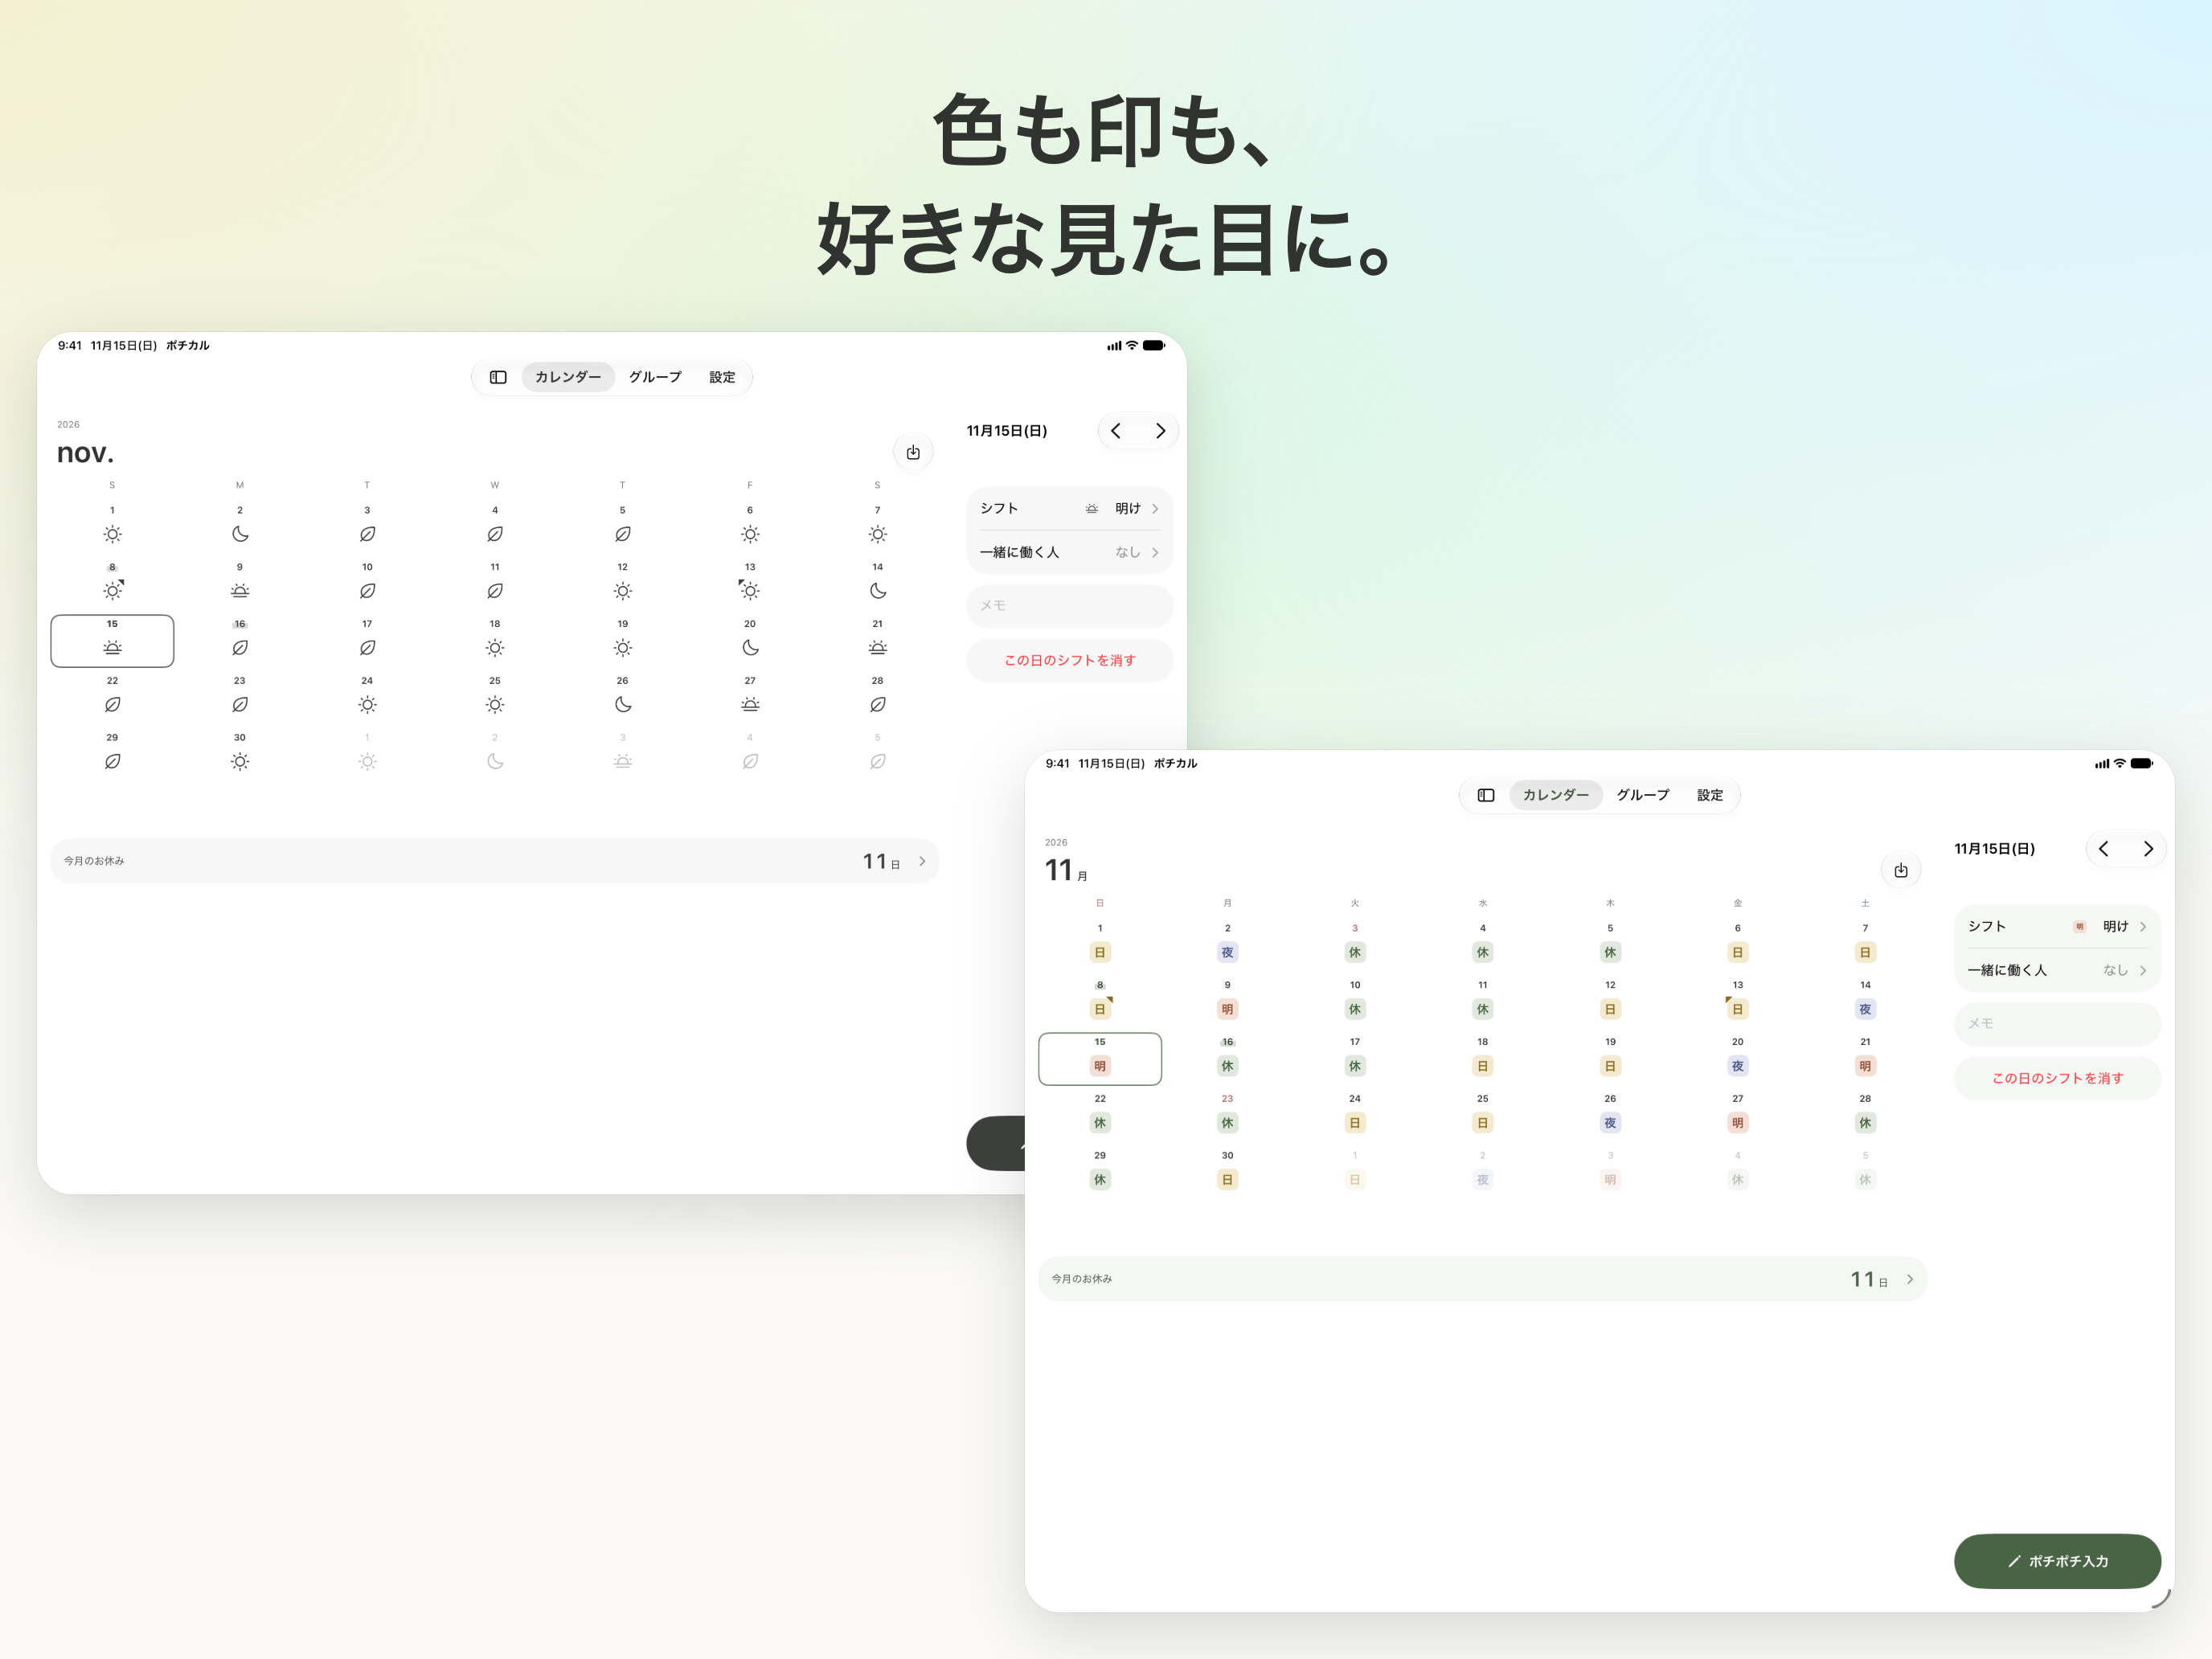 色も印も、
好きな見た目に。
9:41 11月15日(日) ポチカル
カレンダー グループ 設定
2026
nov.
S M T W T F S
1 2 3 4 5 6 7
8 9 10 11 12 13 14
15 16 17 18 19 20 21
22 23 24 25 26 27 28
29 30 1 2 3 4 5
今月のお休み 11日
11月15日(日)
シフト 明け
一緒に働く人 なし
メモ
この日のシフトを消す
9:41 11月15日(日) ポチカル
カレンダー グループ 設定
2026
11月
日 月 火 水 木 金 土
1 2 3 4 5 6 7
日 夜 休 休 休 日 日
8 9 10 11 12 13 14
日 明 休 休 日 日 夜
15 16 17 18 19 20 21
明 休 休 日 日 夜 明
22 23 24 25 26 27 28
休 休 日 日 夜 明 休
29 30 1 2 3 4 5
休 日 日 夜 明 休 休
今月のお休み 11日
11月15日(日)
シフト 明 明け
一緒に働く人 なし
メモ
この日のシフトを消す
ポチポチ入力